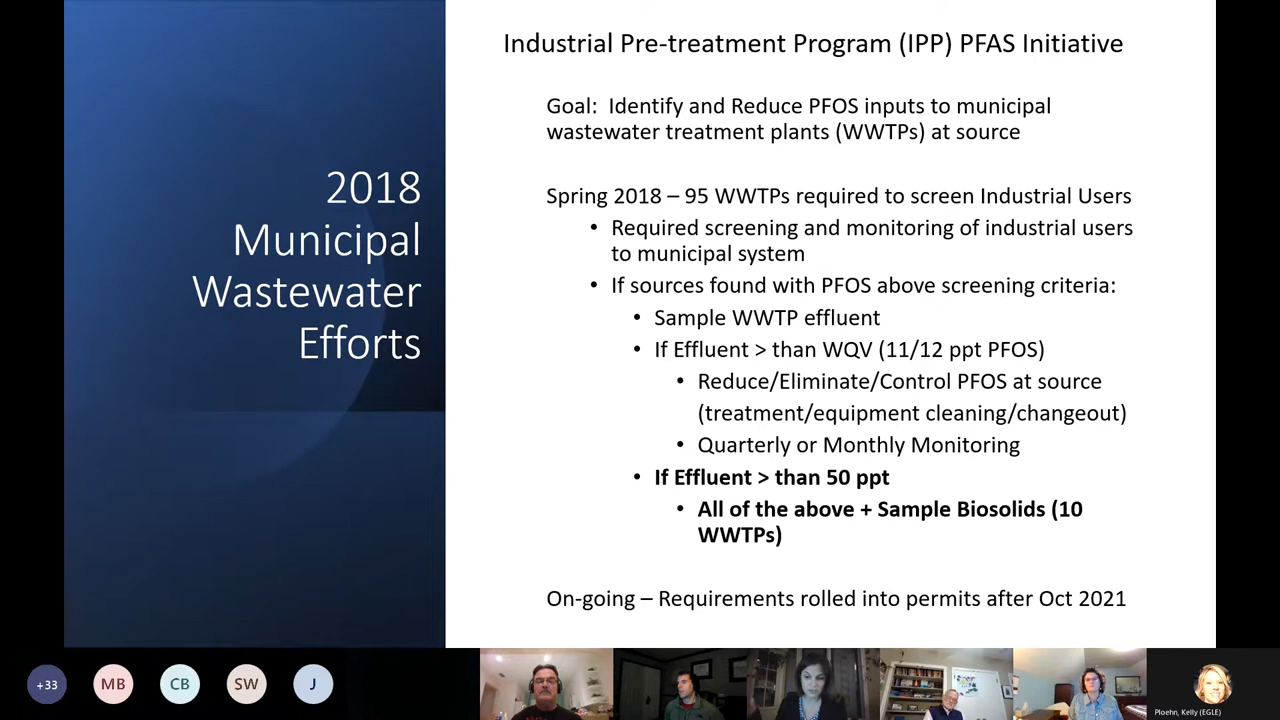 2018
Municipal
Wastewater
Efforts
Industrial Pre-treatment Program (IPP) PFAS Initiative
Goal: Identify and Reduce PFOS inputs to municipal
wastewater treatment plants (WWTPs) at source
Spring 2018 – 95 WWTPs required to screen Industrial Users
• Required screening and monitoring of industrial users
to municipal system
• If sources found with PFOS above screening criteria:
• Sample WWTP effluent
• If Effluent > than WQV (11/12 ppt PFOS)
• Reduce/Eliminate/Control PFOS at source
(treatment/equipment cleaning/changeout)
• Quarterly or Monthly Monitoring
• If Effluent > than 50 ppt
• All of the above + Sample Biosolids (10
WWTPs)
On-going – Requirements rolled into permits after Oct 2021
+33 MB CB SW J
Ploehn, Kelly (EGLE)